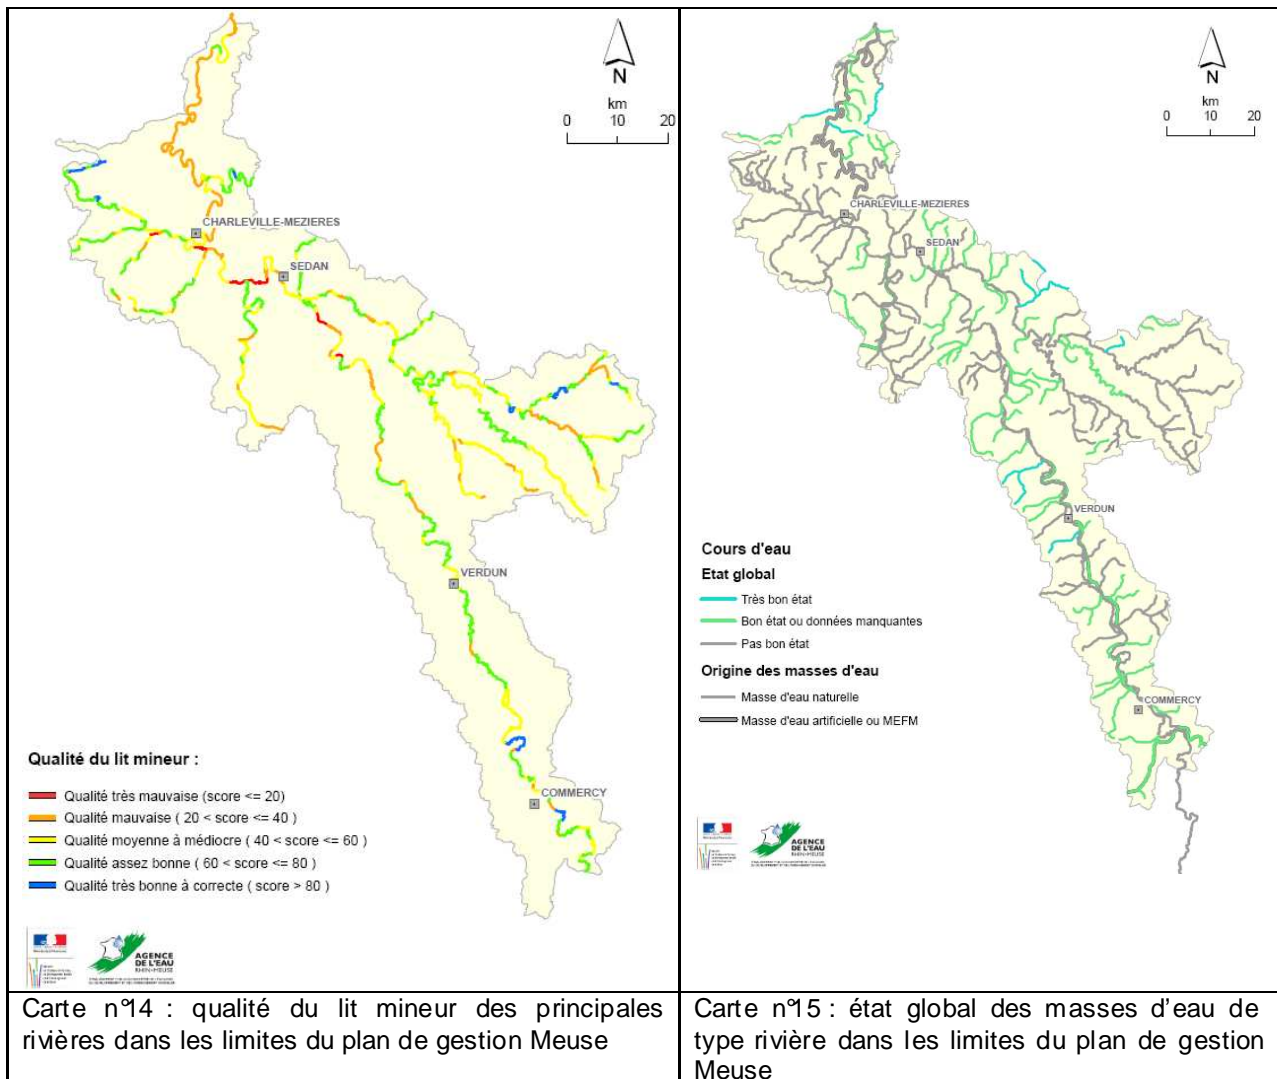 N
km
0 10 20
CHARLEVILLE-MEZIERES
SEDAN
VERDUN
COMMERCY
Qualité du lit mineur :
Qualité très mauvaise (score <= 20)
Qualité mauvaise ( 20 < score <= 40 )
Qualité moyenne à médiocre ( 40 < score <= 60 )
Qualité assez bonne ( 60 < score <= 80 )
Qualité très bonne à correcte ( score > 80 )
AGENCE
DE L'EAU
RHIN-MEUSE
Carte n°14 : qualité du lit mineur des principales
rivières dans les limites du plan de gestion Meuse
N
km
0 10 20
CHARLEVILLE-MEZIERES
SEDAN
VERDUN
COMMERCY
Cours d'eau
Etat global
Très bon état
Bon état ou données manquantes
Pas bon état
Origine des masses d'eau
Masse d'eau naturelle
Masse d'eau artificielle ou MEFM
AGENCE
DE L'EAU
RHIN-MEUSE
Carte n°15 : état global des masses d'eau de
type rivière dans les limites du plan de gestion
Meuse